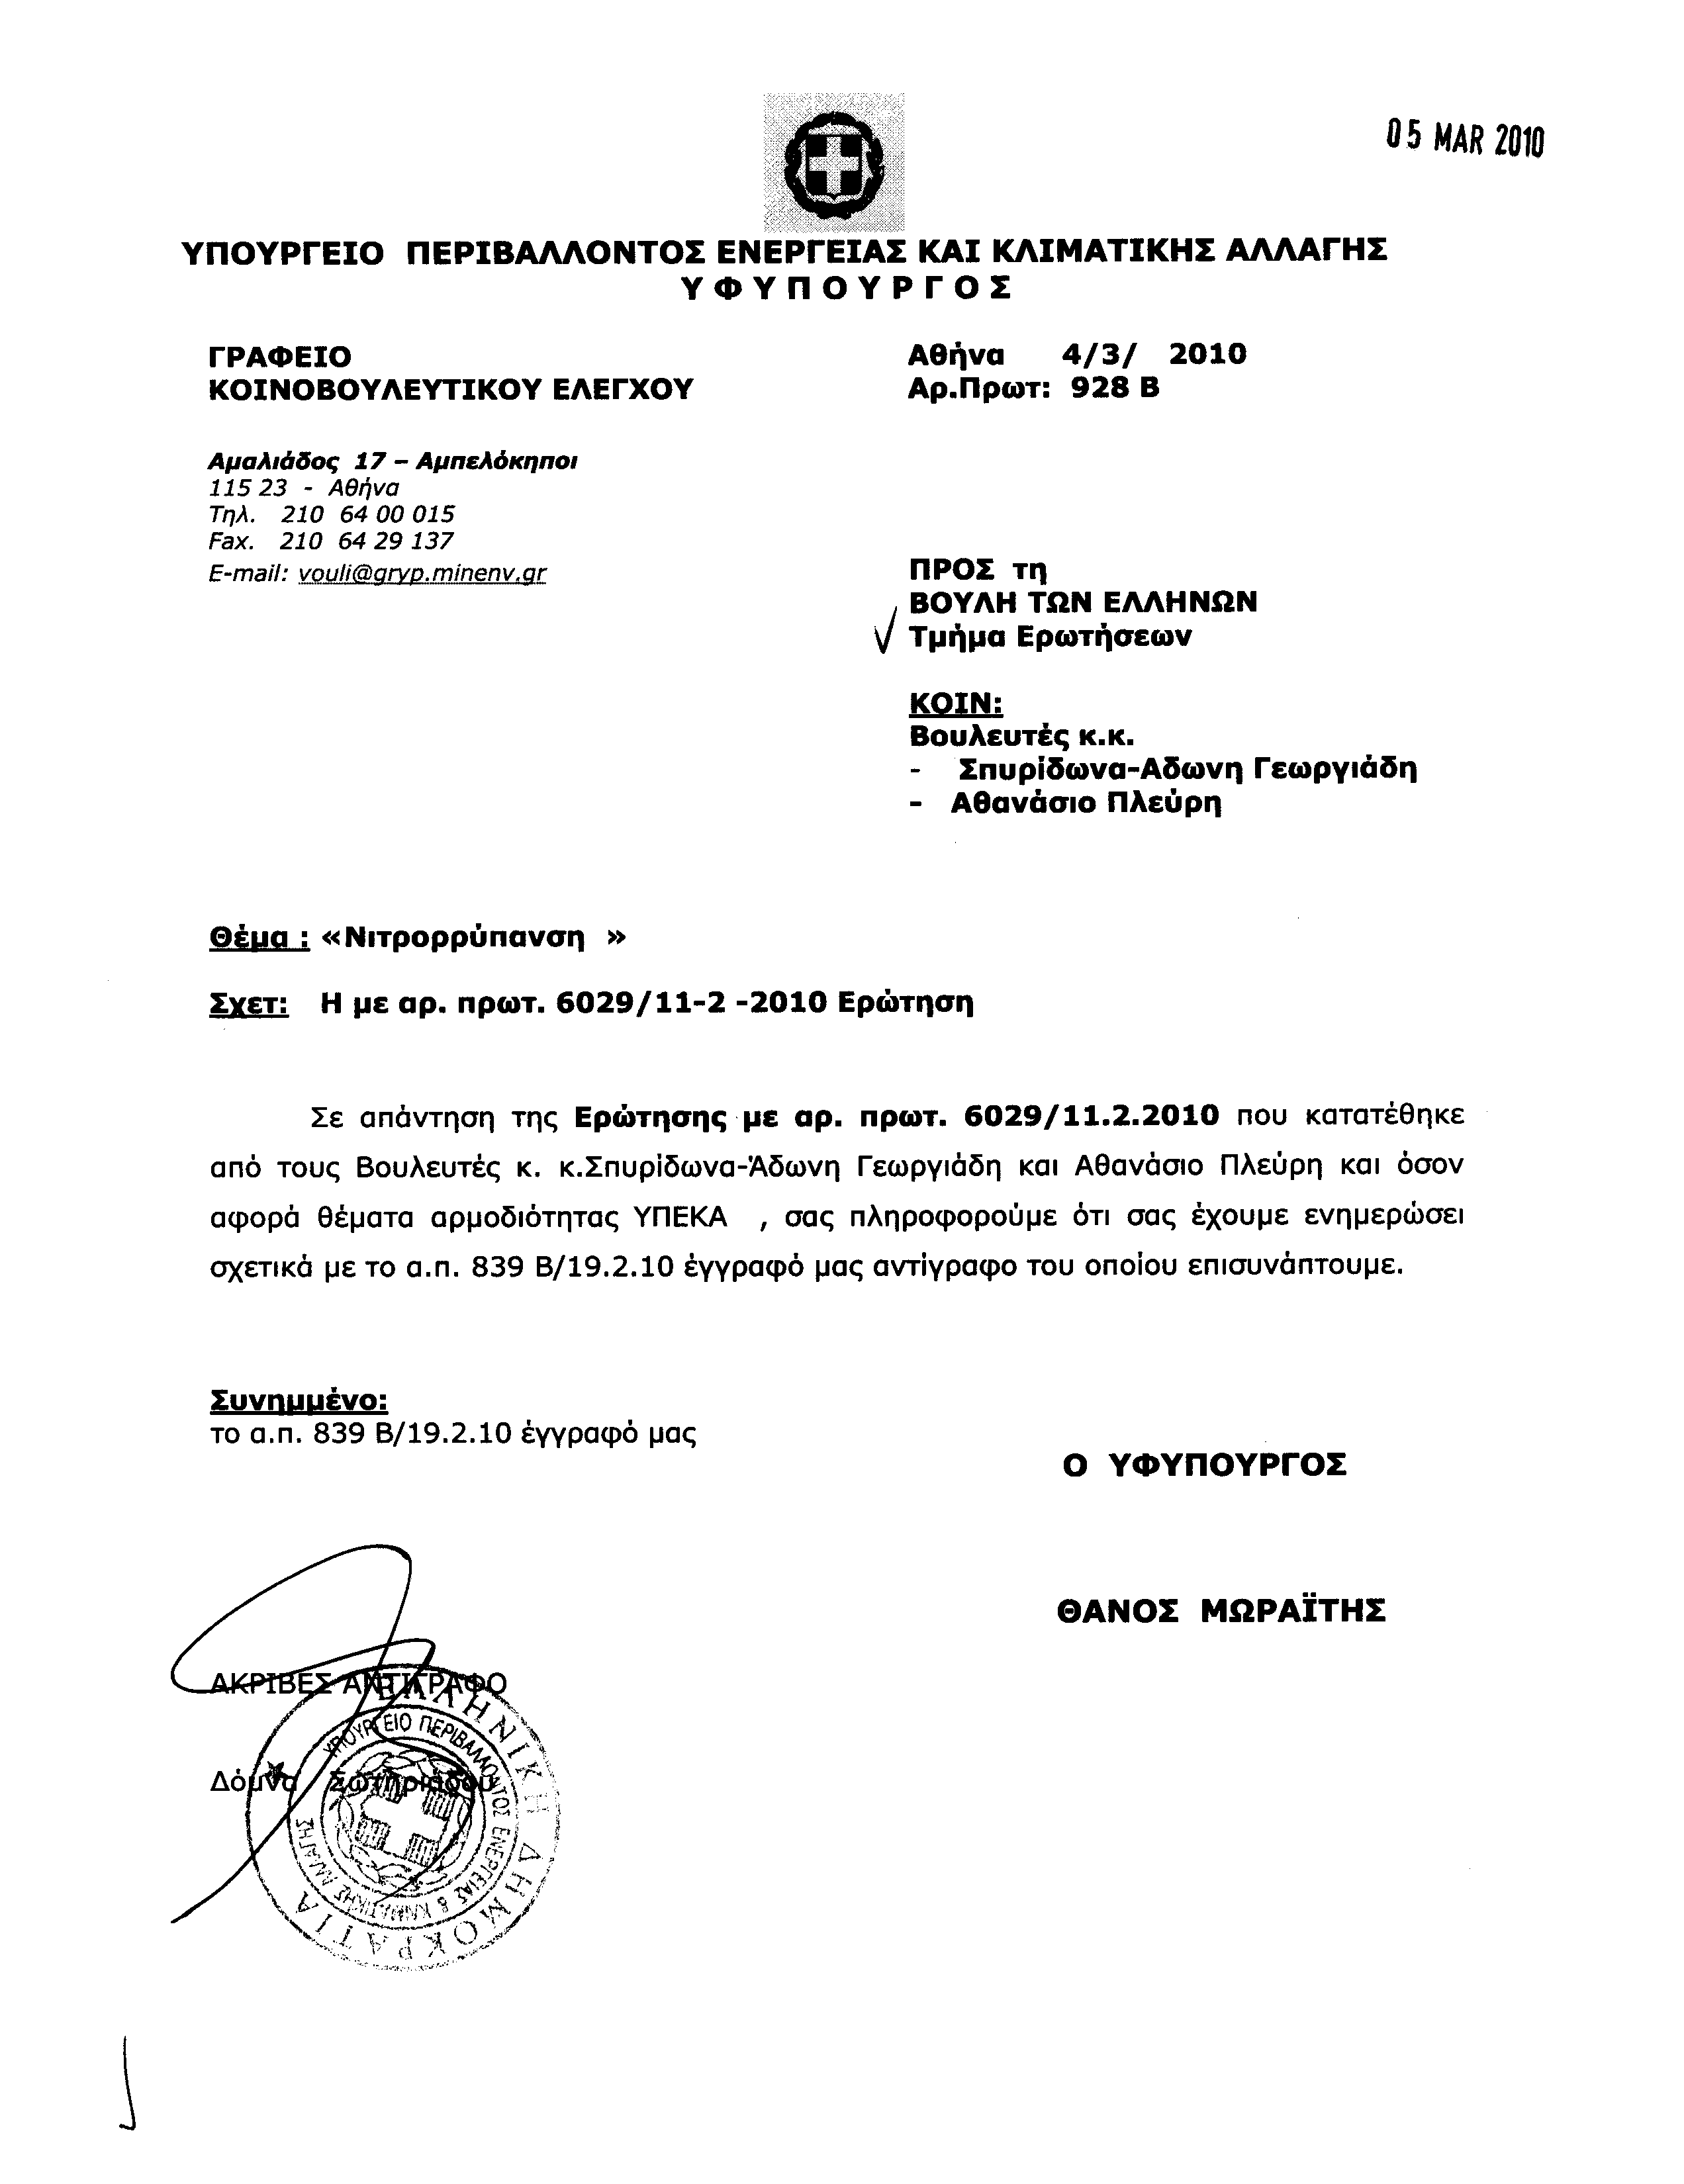 05 MAR 2010
ΥΠΟΥΡΓΕΙΟ ΠΕΡΙΒΑΛΛΟΝΤΟΣ ΕΝΕΡΓΕΙΑΣ ΚΑΙ ΚΛΙΜΑΤΙΚΗΣ ΑΛΛΑΓΗΣ
ΥΦΥΠΟΥΡΓΟΣ
ΓΡΑΦΕΙΟ
ΚΟΙΝΟΒΟΥΛΕΥΤΙΚΟΥ ΕΛΕΓΧΟΥ
Αθήνα 4/3/ 2010
Αρ.Πρωτ: 928 Β
Αμαλιάδος 17 – Αμπελόκηποι
115 23 - Αθήνα
Τηλ. 210 64 00 015
Fax. 210 64 29 137
E-mail: vouli@gryp.minenv.gr
ΠΡΟΣ τη
ΒΟΥΛΗ ΤΩΝ ΕΛΛΗΝΩΝ
Τμήμα Ερωτήσεων
ΚΟΙΝ:
Βουλευτές κ.κ.
- Σπυρίδωνα-Αδωνη Γεωργιάδη
- Αθανάσιο Πλεύρη
Θέμα : «Νιτρορρύπανση »
Σχετ: Η με αρ. πρωτ. 6029/11-2 -2010 Ερώτηση
Σε απάντηση της Ερώτησης με αρ. πρωτ. 6029/11.2.2010 που κατατέθηκε
από τους Βουλευτές κ. κ.Σπυρίδωνα-Άδωνη Γεωργιάδη και Αθανάσιο Πλεύρη και όσον
αφορά θέματα αρμοδιότητας ΥΠΕΚΑ , σας πληροφορούμε ότι σας έχουμε ενημερώσει
σχετικά με το α.π. 839 Β/19.2.10 έγγραφό μας αντίγραφο του οποίου επισυνάπτουμε.
Συνημμένο:
το α.π. 839 Β/19.2.10 έγγραφό μας
Ο ΥΦΥΠΟΥΡΓΟΣ
ΘΑΝΟΣ ΜΩΡΑΪΤΗΣ
ΑΚΡΙΒΕΣ ΑΝΤΙΓΡΑΦΟ
Δόμνα Σωτηριάδου
ΕΛΛΗΝΙΚΗ ΔΗΜΟΚΡΑΤΙΑ
ΥΠΟΥΡΓΕΙΟ ΠΕΡΙΒΑΛΛΟΝΤΟΣ ΕΝΕΡΓΕΙΑΣ & ΚΛΙΜΑΤΙΚΗΣ ΑΛΛΑΓΗΣ